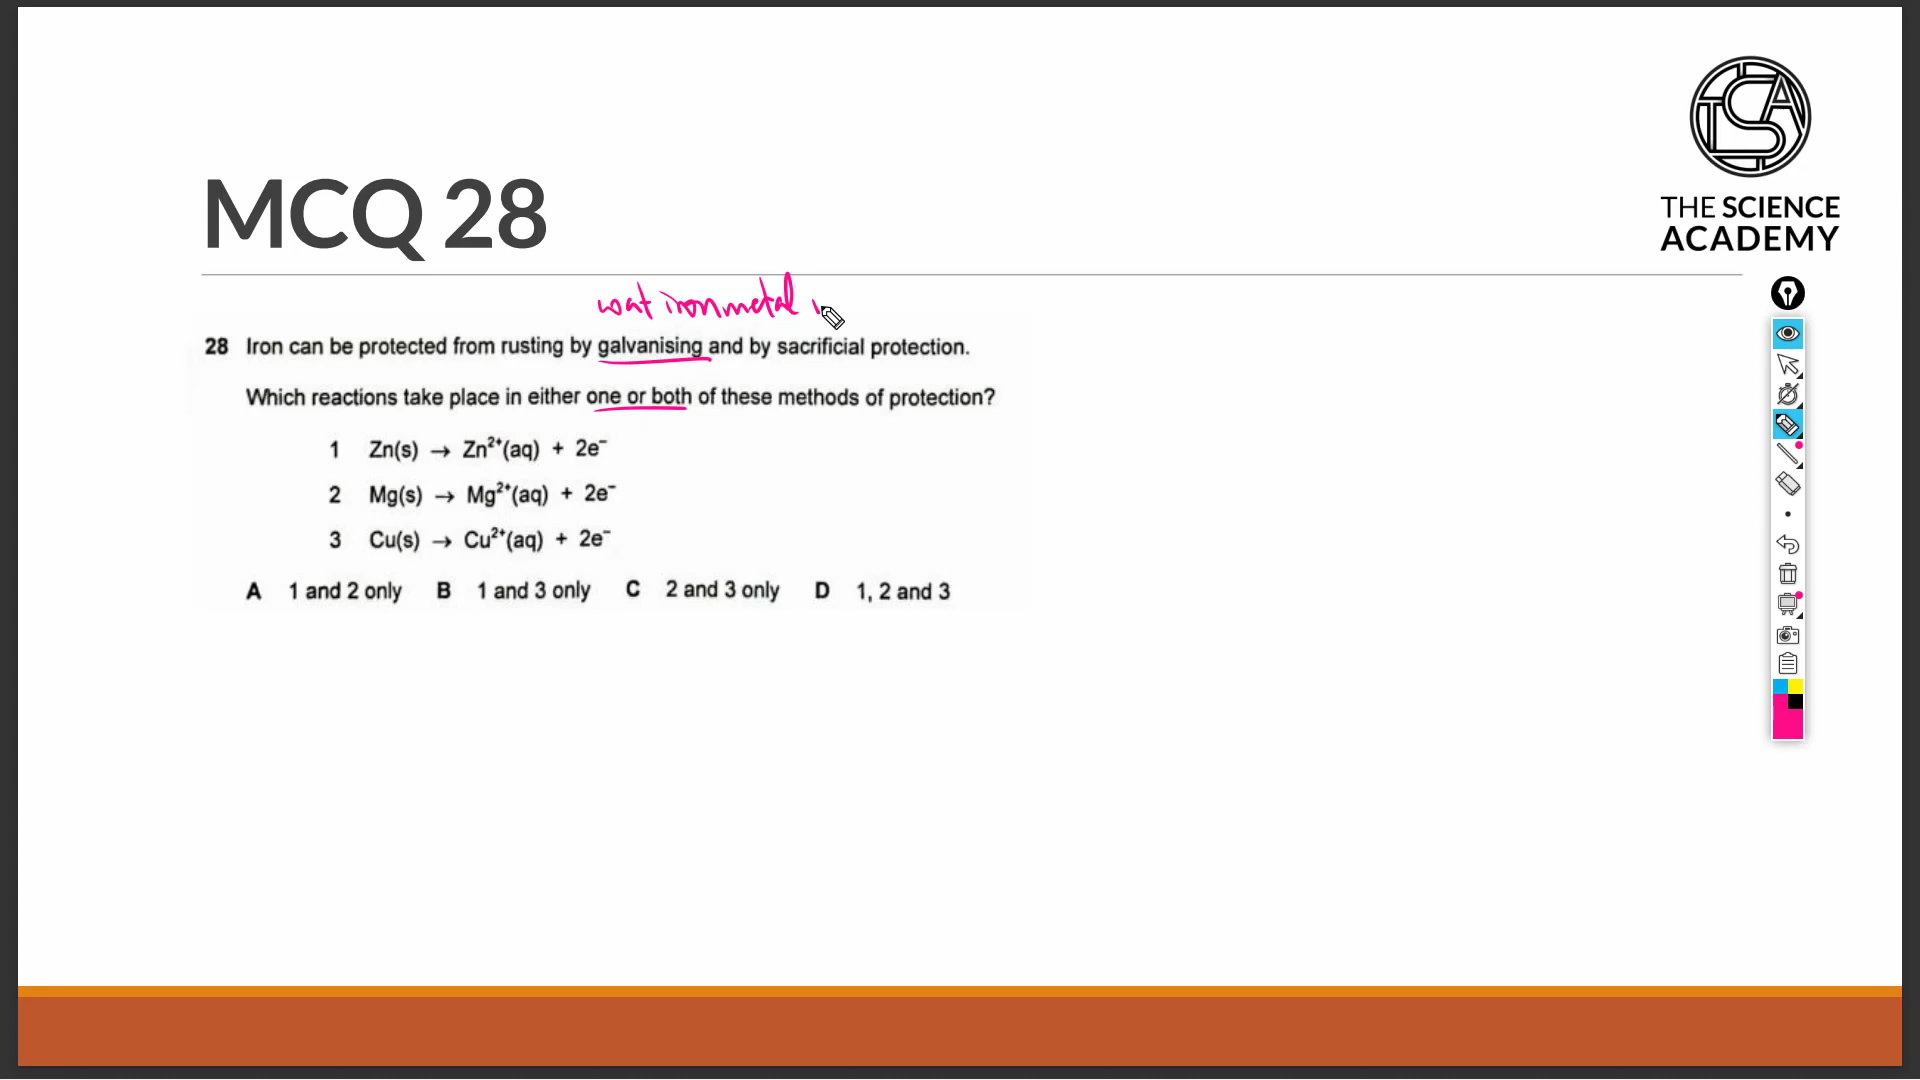 THE SCIENCE
ACADEMY
MCQ 28
coat iron metal
28 Iron can be protected from rusting by galvanising and by sacrificial protection.
Which reactions take place in either one or both of these methods of protection?
1 Zn(s) → Zn²⁺(aq) + 2e⁻
2 Mg(s) → Mg²⁺(aq) + 2e⁻
3 Cu(s) → Cu²⁺(aq) + 2e⁻
A 1 and 2 only B 1 and 3 only C 2 and 3 only D 1, 2 and 3